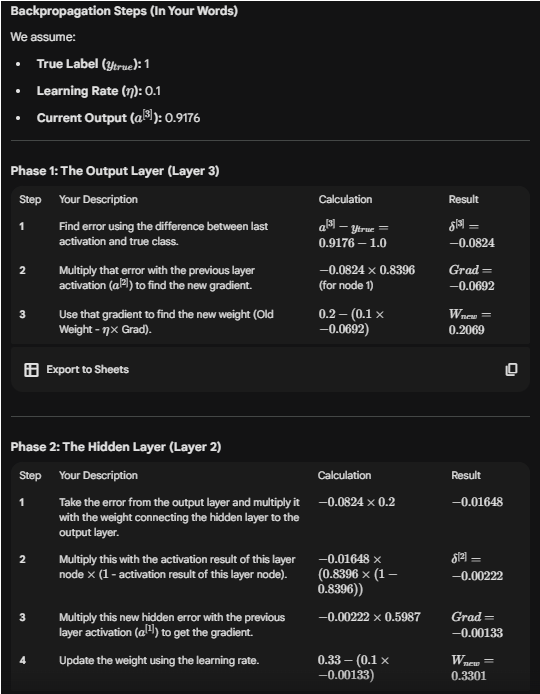 Backpropagation Steps (In Your Words)
We assume:
• True Label (y_true): 1
• Learning Rate (η): 0.1
• Current Output (a^[3]): 0.9176
Phase 1: The Output Layer (Layer 3)
Step Your Description Calculation Result
1 Find error using the difference between last a^[3] − y_true = δ^[3] =
activation and true class. 0.9176 − 1.0 −0.0824
2 Multiply that error with the previous layer −0.0824 × 0.8396 Grad =
activation (a^[2]) to find the new gradient. (for node 1) −0.0692
3 Use that gradient to find the new weight (Old 0.2 − (0.1 × W_new =
Weight - η× Grad). −0.0692) 0.2069
Export to Sheets
Phase 2: The Hidden Layer (Layer 2)
Step Your Description Calculation Result
1 Take the error from the output layer and multiply it −0.0824 × 0.2 −0.01648
with the weight connecting the hidden layer to the
output layer.
2 Multiply this with the activation result of this layer −0.01648 × δ^[2] =
node × (1 - activation result of this layer node). (0.8396 × (1 − −0.00222
0.8396))
3 Multiply this new hidden error with the previous −0.00222 × 0.5987 Grad =
layer activation (a^[1]) to get the gradient. −0.00133
4 Update the weight using the learning rate. 0.33 − (0.1 × W_new =
−0.00133) 0.3301